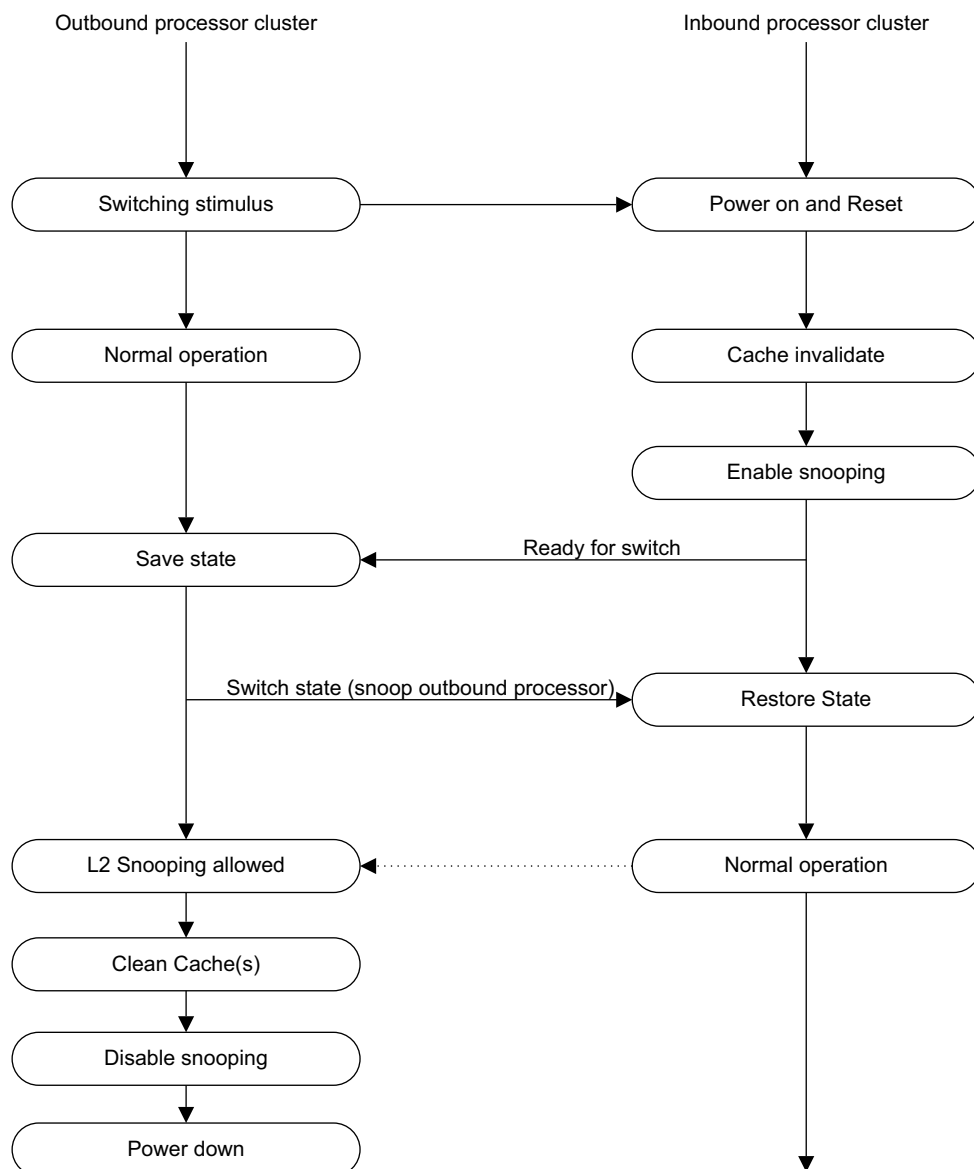 Outbound processor cluster
Inbound processor cluster
Switching stimulus
Power on and Reset
Normal operation
Cache invalidate
Enable snooping
Ready for switch
Save state
Switch state (snoop outbound processor)
Restore State
L2 Snooping allowed
Normal operation
Clean Cache(s)
Disable snooping
Power down